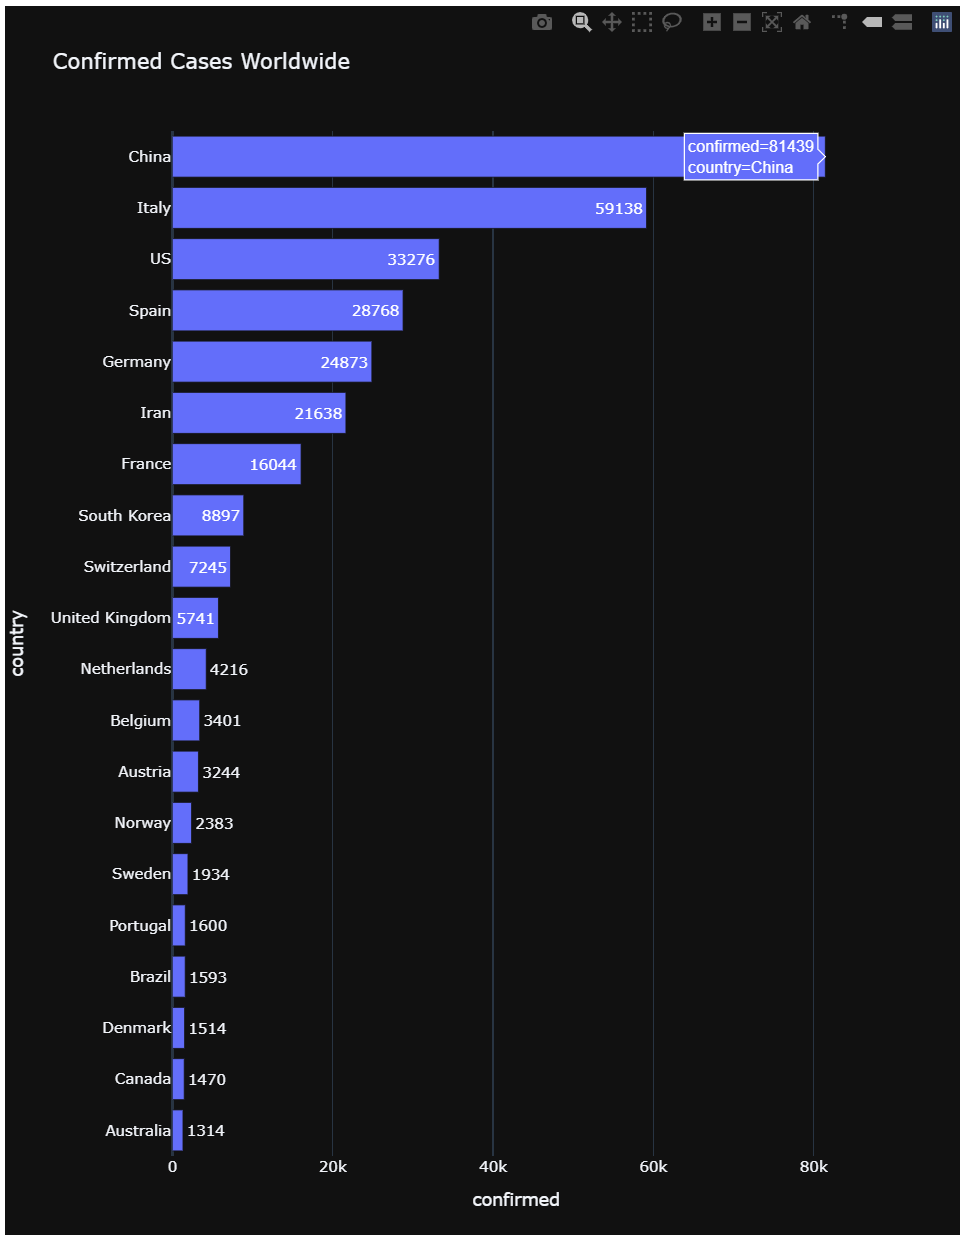 Confirmed Cases Worldwide
China
confirmed=81439
country=China
Italy 59138
US 33276
Spain 28768
Germany 24873
Iran 21638
France 16044
South Korea 8897
Switzerland 7245
United Kingdom 5741
country
Netherlands 4216
Belgium 3401
Austria 3244
Norway 2383
Sweden 1934
Portugal 1600
Brazil 1593
Denmark 1514
Canada 1470
Australia 1314
0 20k 40k 60k 80k
confirmed